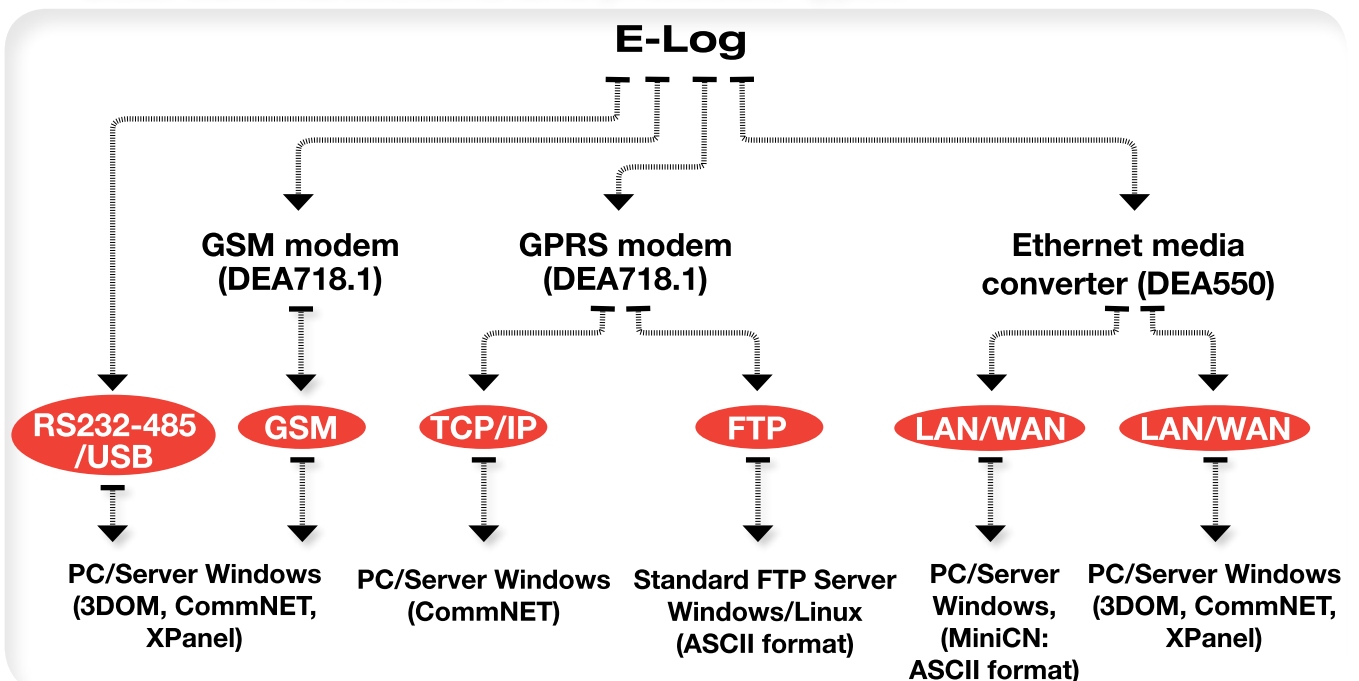 E-Log
GSM modem
(DEA718.1)
GPRS modem
(DEA718.1)
Ethernet media
converter (DEA550)
RS232-485
/USB
GSM
TCP/IP
FTP
LAN/WAN
LAN/WAN
PC/Server Windows
(3DOM, CommNET,
XPanel)
PC/Server Windows
(CommNET)
Standard FTP Server
Windows/Linux
(ASCII format)
PC/Server
Windows,
(MiniCN:
ASCII format)
PC/Server Windows
(3DOM, CommNET,
XPanel)